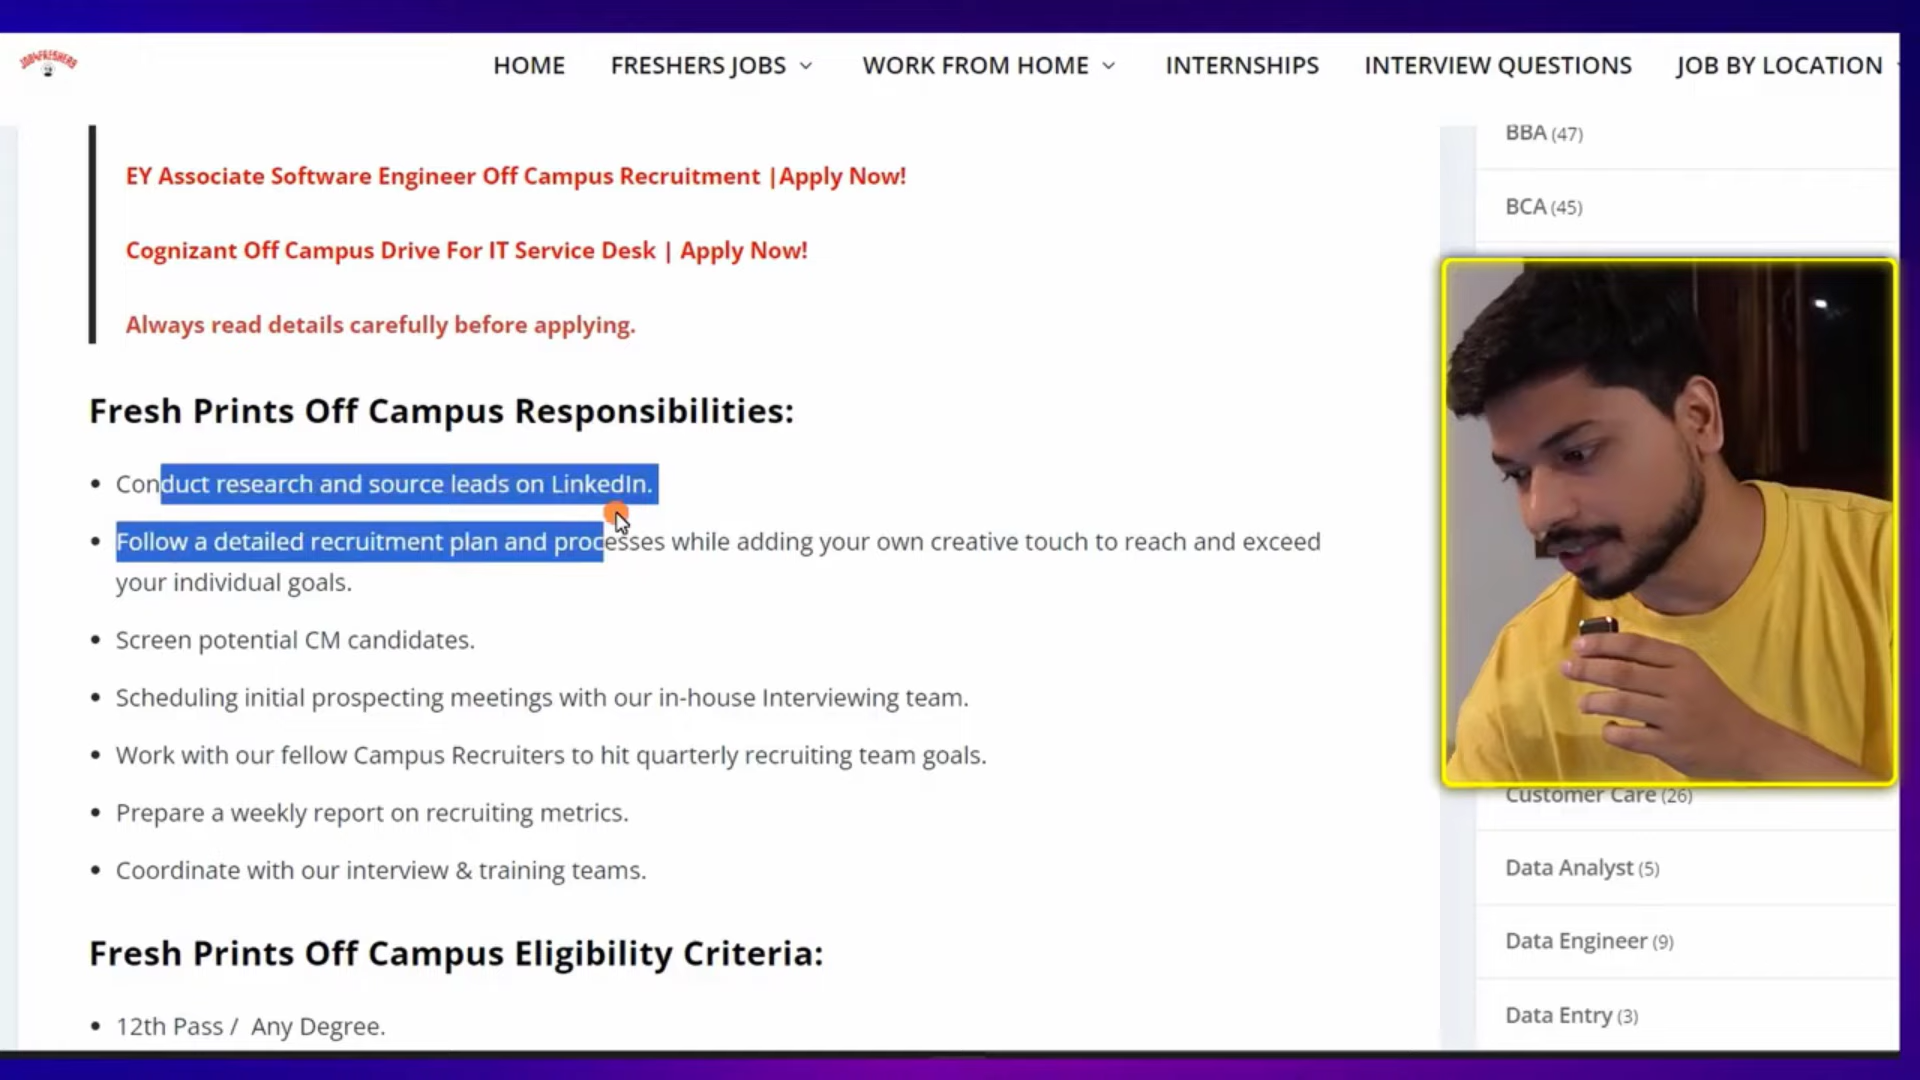 JOB4FRESHERS
HOME FRESHERS JOBS WORK FROM HOME INTERNSHIPS INTERVIEW QUESTIONS JOB BY LOCATION
EY Associate Software Engineer Off Campus Recruitment |Apply Now!
Cognizant Off Campus Drive For IT Service Desk | Apply Now!
Always read details carefully before applying.
Fresh Prints Off Campus Responsibilities:
• Conduct research and source leads on LinkedIn.
• Follow a detailed recruitment plan and processes while adding your own creative touch to reach and exceed
your individual goals.
• Screen potential CM candidates.
• Scheduling initial prospecting meetings with our in-house Interviewing team.
• Work with our fellow Campus Recruiters to hit quarterly recruiting team goals.
• Prepare a weekly report on recruiting metrics.
• Coordinate with our interview & training teams.
Fresh Prints Off Campus Eligibility Criteria:
• 12th Pass / Any Degree.
BBA (47)
BCA (45)
Customer Care (26)
Data Analyst (5)
Data Engineer (9)
Data Entry (3)